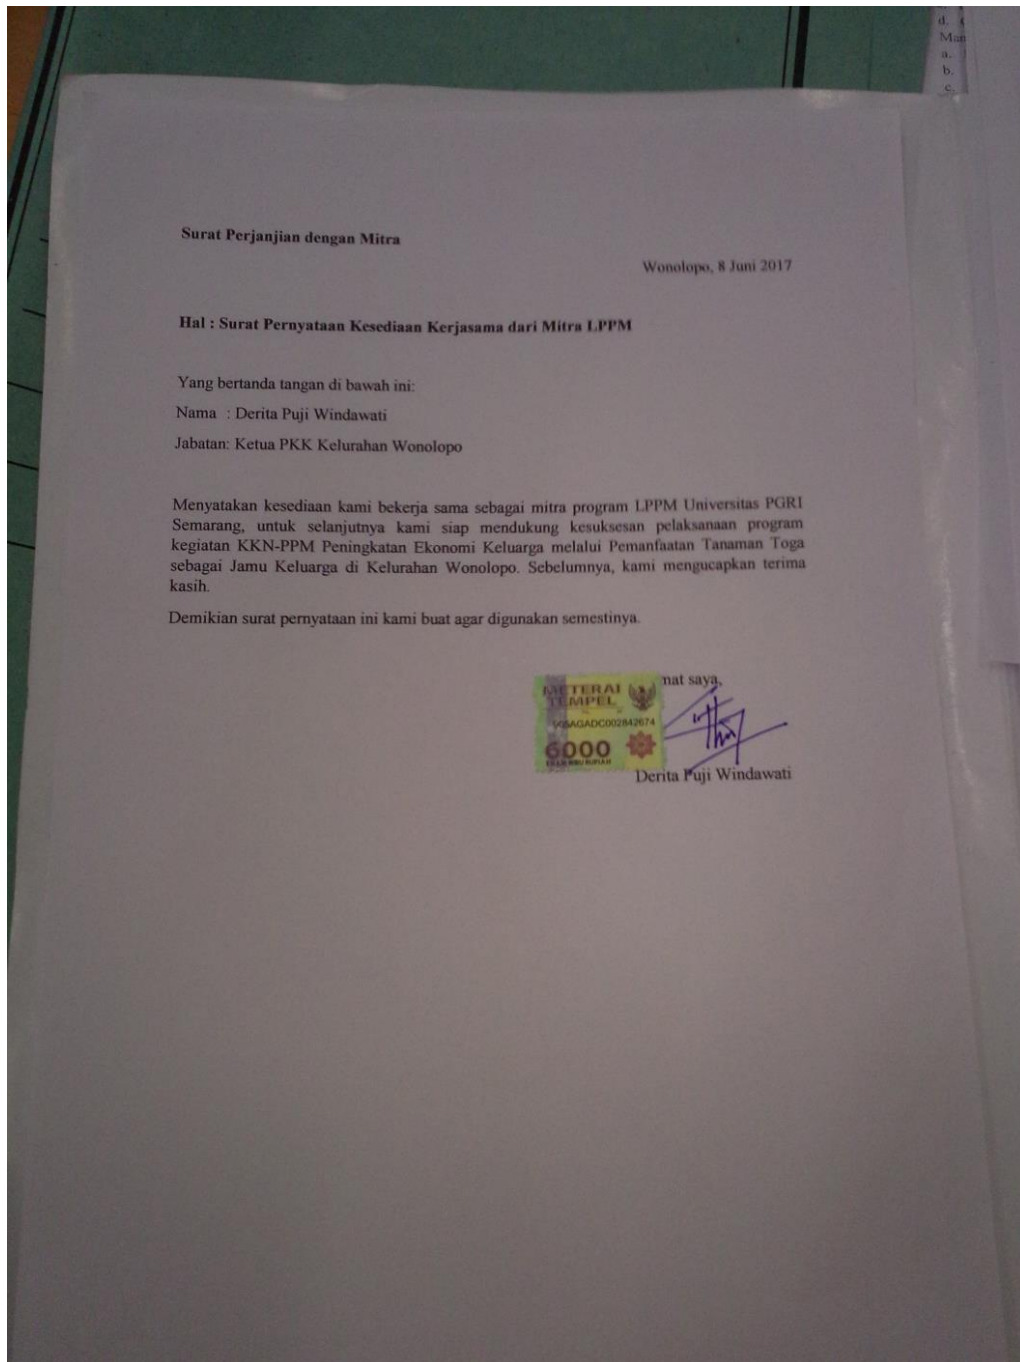 d.
Man
a.
b.
c.
Surat Perjanjian dengan Mitra
Wonolopo, 8 Juni 2017
Hal : Surat Pernyataan Kesediaan Kerjasama dari Mitra LPPM
Yang bertanda tangan di bawah ini:
Nama : Derita Puji Windawati
Jabatan: Ketua PKK Kelurahan Wonolopo
Menyatakan kesediaan kami bekerja sama sebagai mitra program LPPM Universitas PGRI
Semarang, untuk selanjutnya kami siap mendukung kesuksesan pelaksanaan program
kegiatan KKN-PPM Peningkatan Ekonomi Keluarga melalui Pemanfaatan Tanaman Toga
sebagai Jamu Keluarga di Kelurahan Wonolopo. Sebelumnya, kami mengucapkan terima
kasih.
Demikian surat pernyataan ini kami buat agar digunakan semestinya.
mat saya,
METERAI
TEMPEL
6000
Derita Puji Windawati